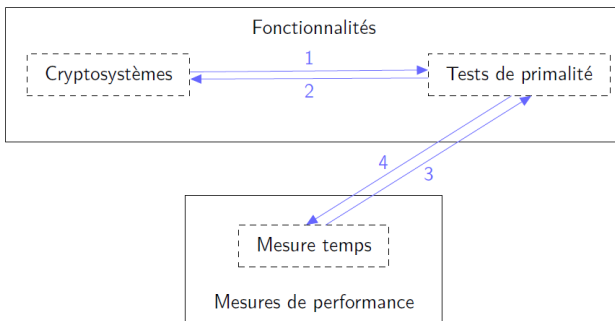 Fonctionnalités
Cryptosystèmes
1
2
Tests de primalité
4
3
Mesure temps
Mesures de performance